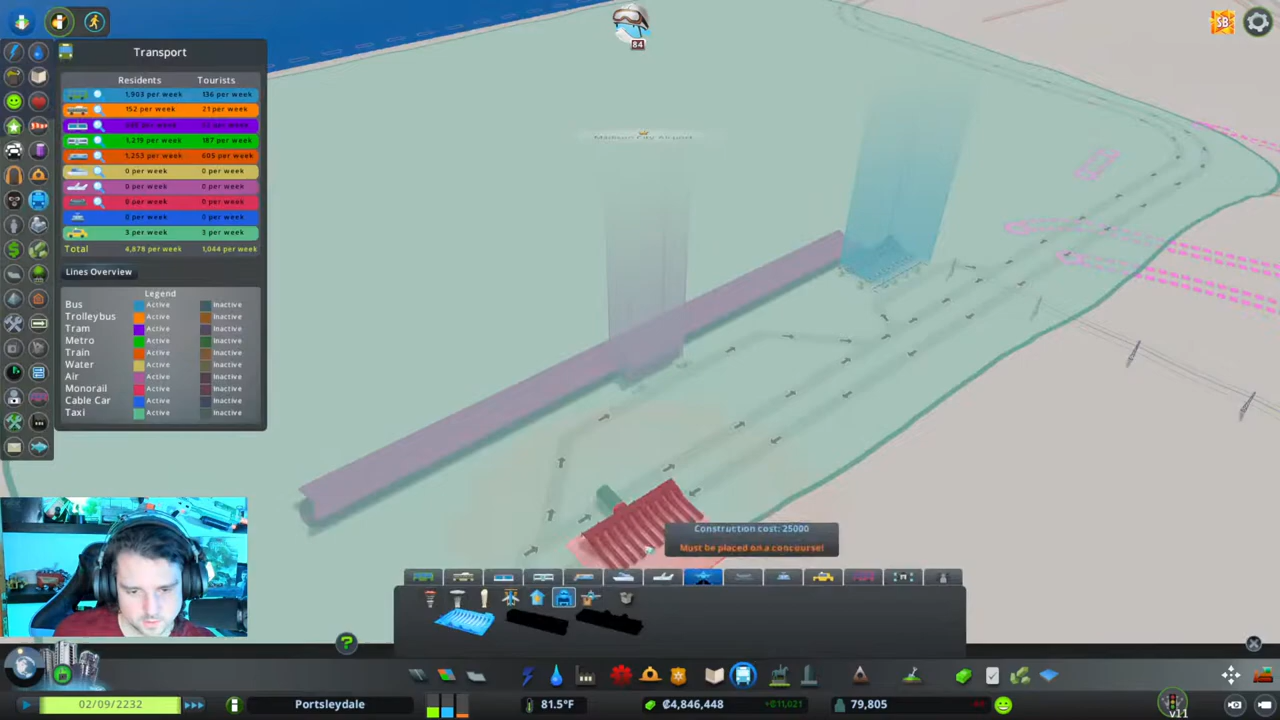 84
SB
Transport
Residents Tourists
1,903 per week 136 per week
152 per week 21 per week
1,219 per week 187 per week
1,253 per week 605 per week
0 per week 0 per week
0 per week 0 per week
0 per week 0 per week
0 per week 0 per week
3 per week 3 per week
Total 4,878 per week 1,044 per week
Lines Overview
Legend
Bus Active Inactive
Trolleybus Active Inactive
Tram Active Inactive
Metro Active Inactive
Train Active Inactive
Water Active Inactive
Air Active Inactive
Monorail Active Inactive
Cable Car Active Inactive
Taxi Active Inactive
Construction cost: 25000
Must be placed on a concourse!
?
02/09/2232
Portsleydale
81.5°F
₡4,846,448
+₡11,021
79,805
v11